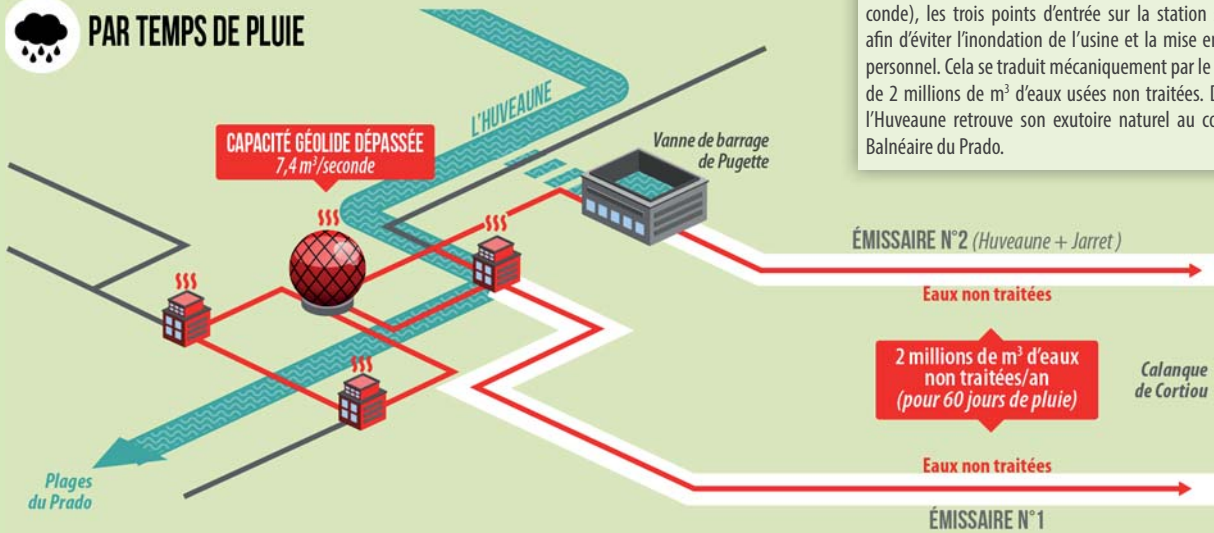 PAR TEMPS DE PLUIE
conde), les trois points d’entrée sur la station
afin d’éviter l’inondation de l’usine et la mise en
personnel. Cela se traduit mécaniquement par le
de 2 millions de m³ d’eaux usées non traitées.
l’Huveaune retrouve son exutoire naturel au
Balnéaire du Prado.
L’HUVEAUNE
CAPACITÉ GÉOLIDE DÉPASSÉE
7,4 m³/seconde
Vanne de barrage
de Pugette
ÉMISSAIRE N°2 (Huveaune + Jarret)
Eaux non traitées
2 millions de m³ d’eaux
non traitées/an
(pour 60 jours de pluie)
Calanque
de Cortiou
Eaux non traitées
ÉMISSAIRE N°1
Plages
du Prado